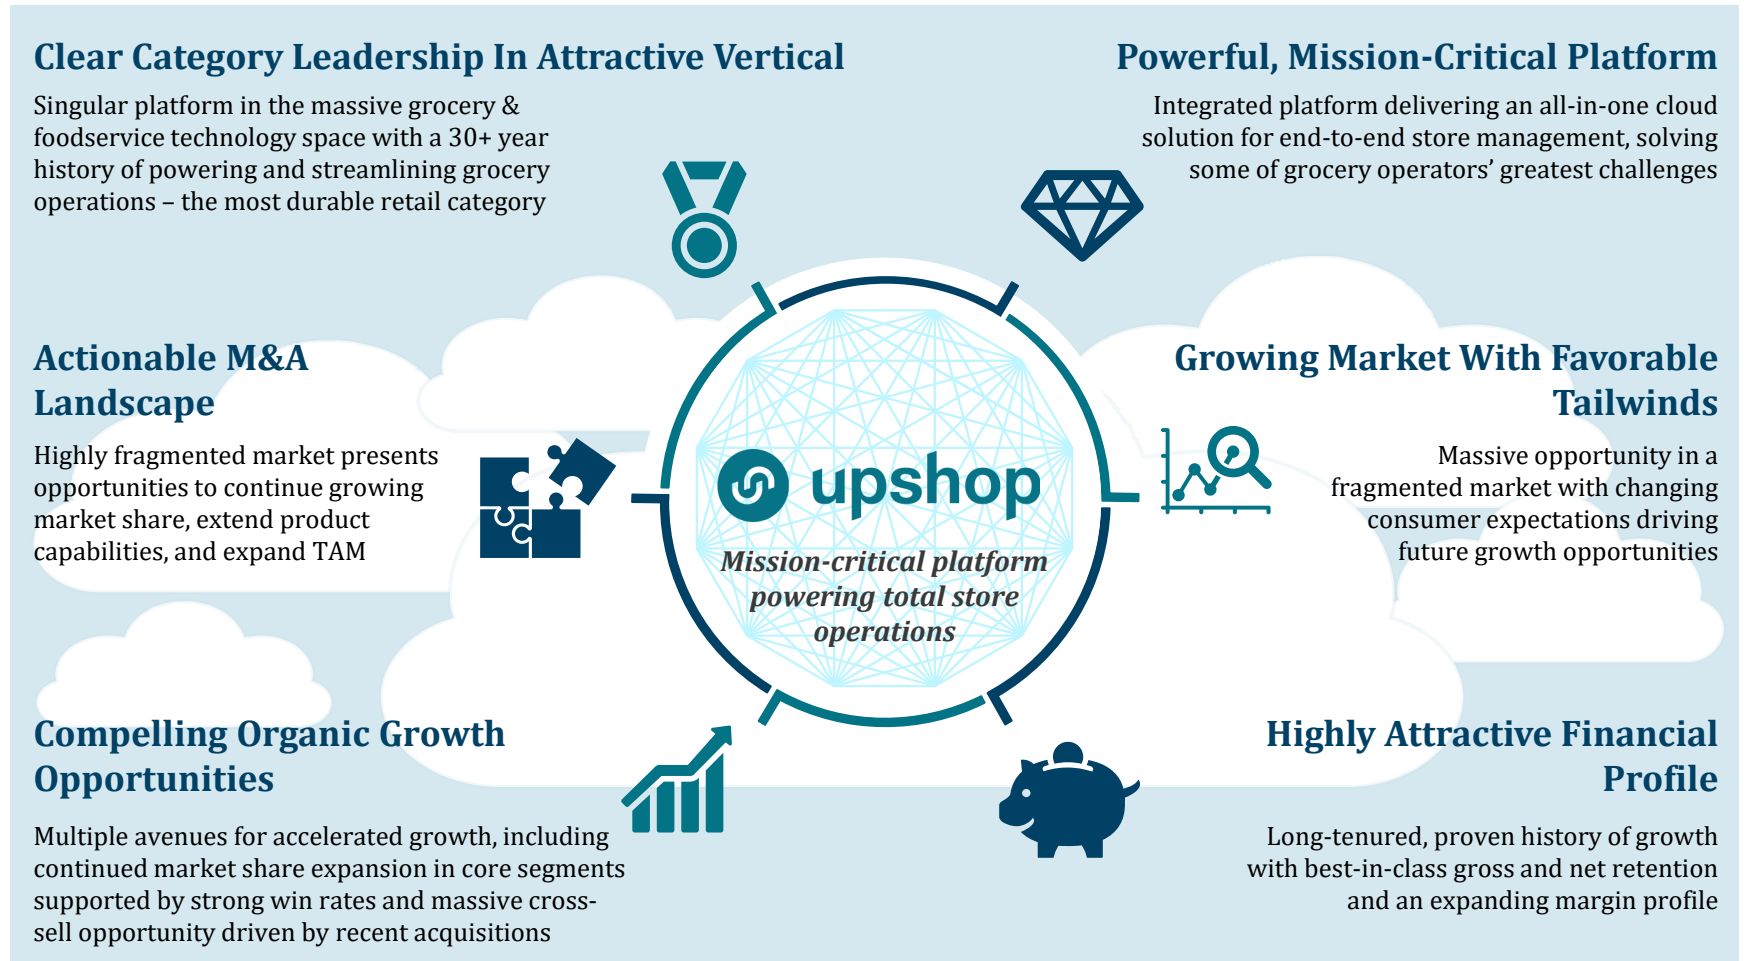 Clear Category Leadership In Attractive Vertical
Singular platform in the massive grocery &
foodservice technology space with a 30+ year
history of powering and streamlining grocery
operations – the most durable retail category
Powerful, Mission-Critical Platform
Integrated platform delivering an all-in-one cloud
solution for end-to-end store management, solving
some of grocery operators’ greatest challenges
Actionable M&A
Landscape
Highly fragmented market presents
opportunities to continue growing
market share, extend product
capabilities, and expand TAM
upshop
Mission-critical platform
powering total store
operations
Growing Market With Favorable
Tailwinds
Massive opportunity in a
fragmented market with changing
consumer expectations driving
future growth opportunities
Compelling Organic Growth
Opportunities
Multiple avenues for accelerated growth, including
continued market share expansion in core segments
supported by strong win rates and massive cross-
sell opportunity driven by recent acquisitions
Highly Attractive Financial
Profile
Long-tenured, proven history of growth
with best-in-class gross and net retention
and an expanding margin profile